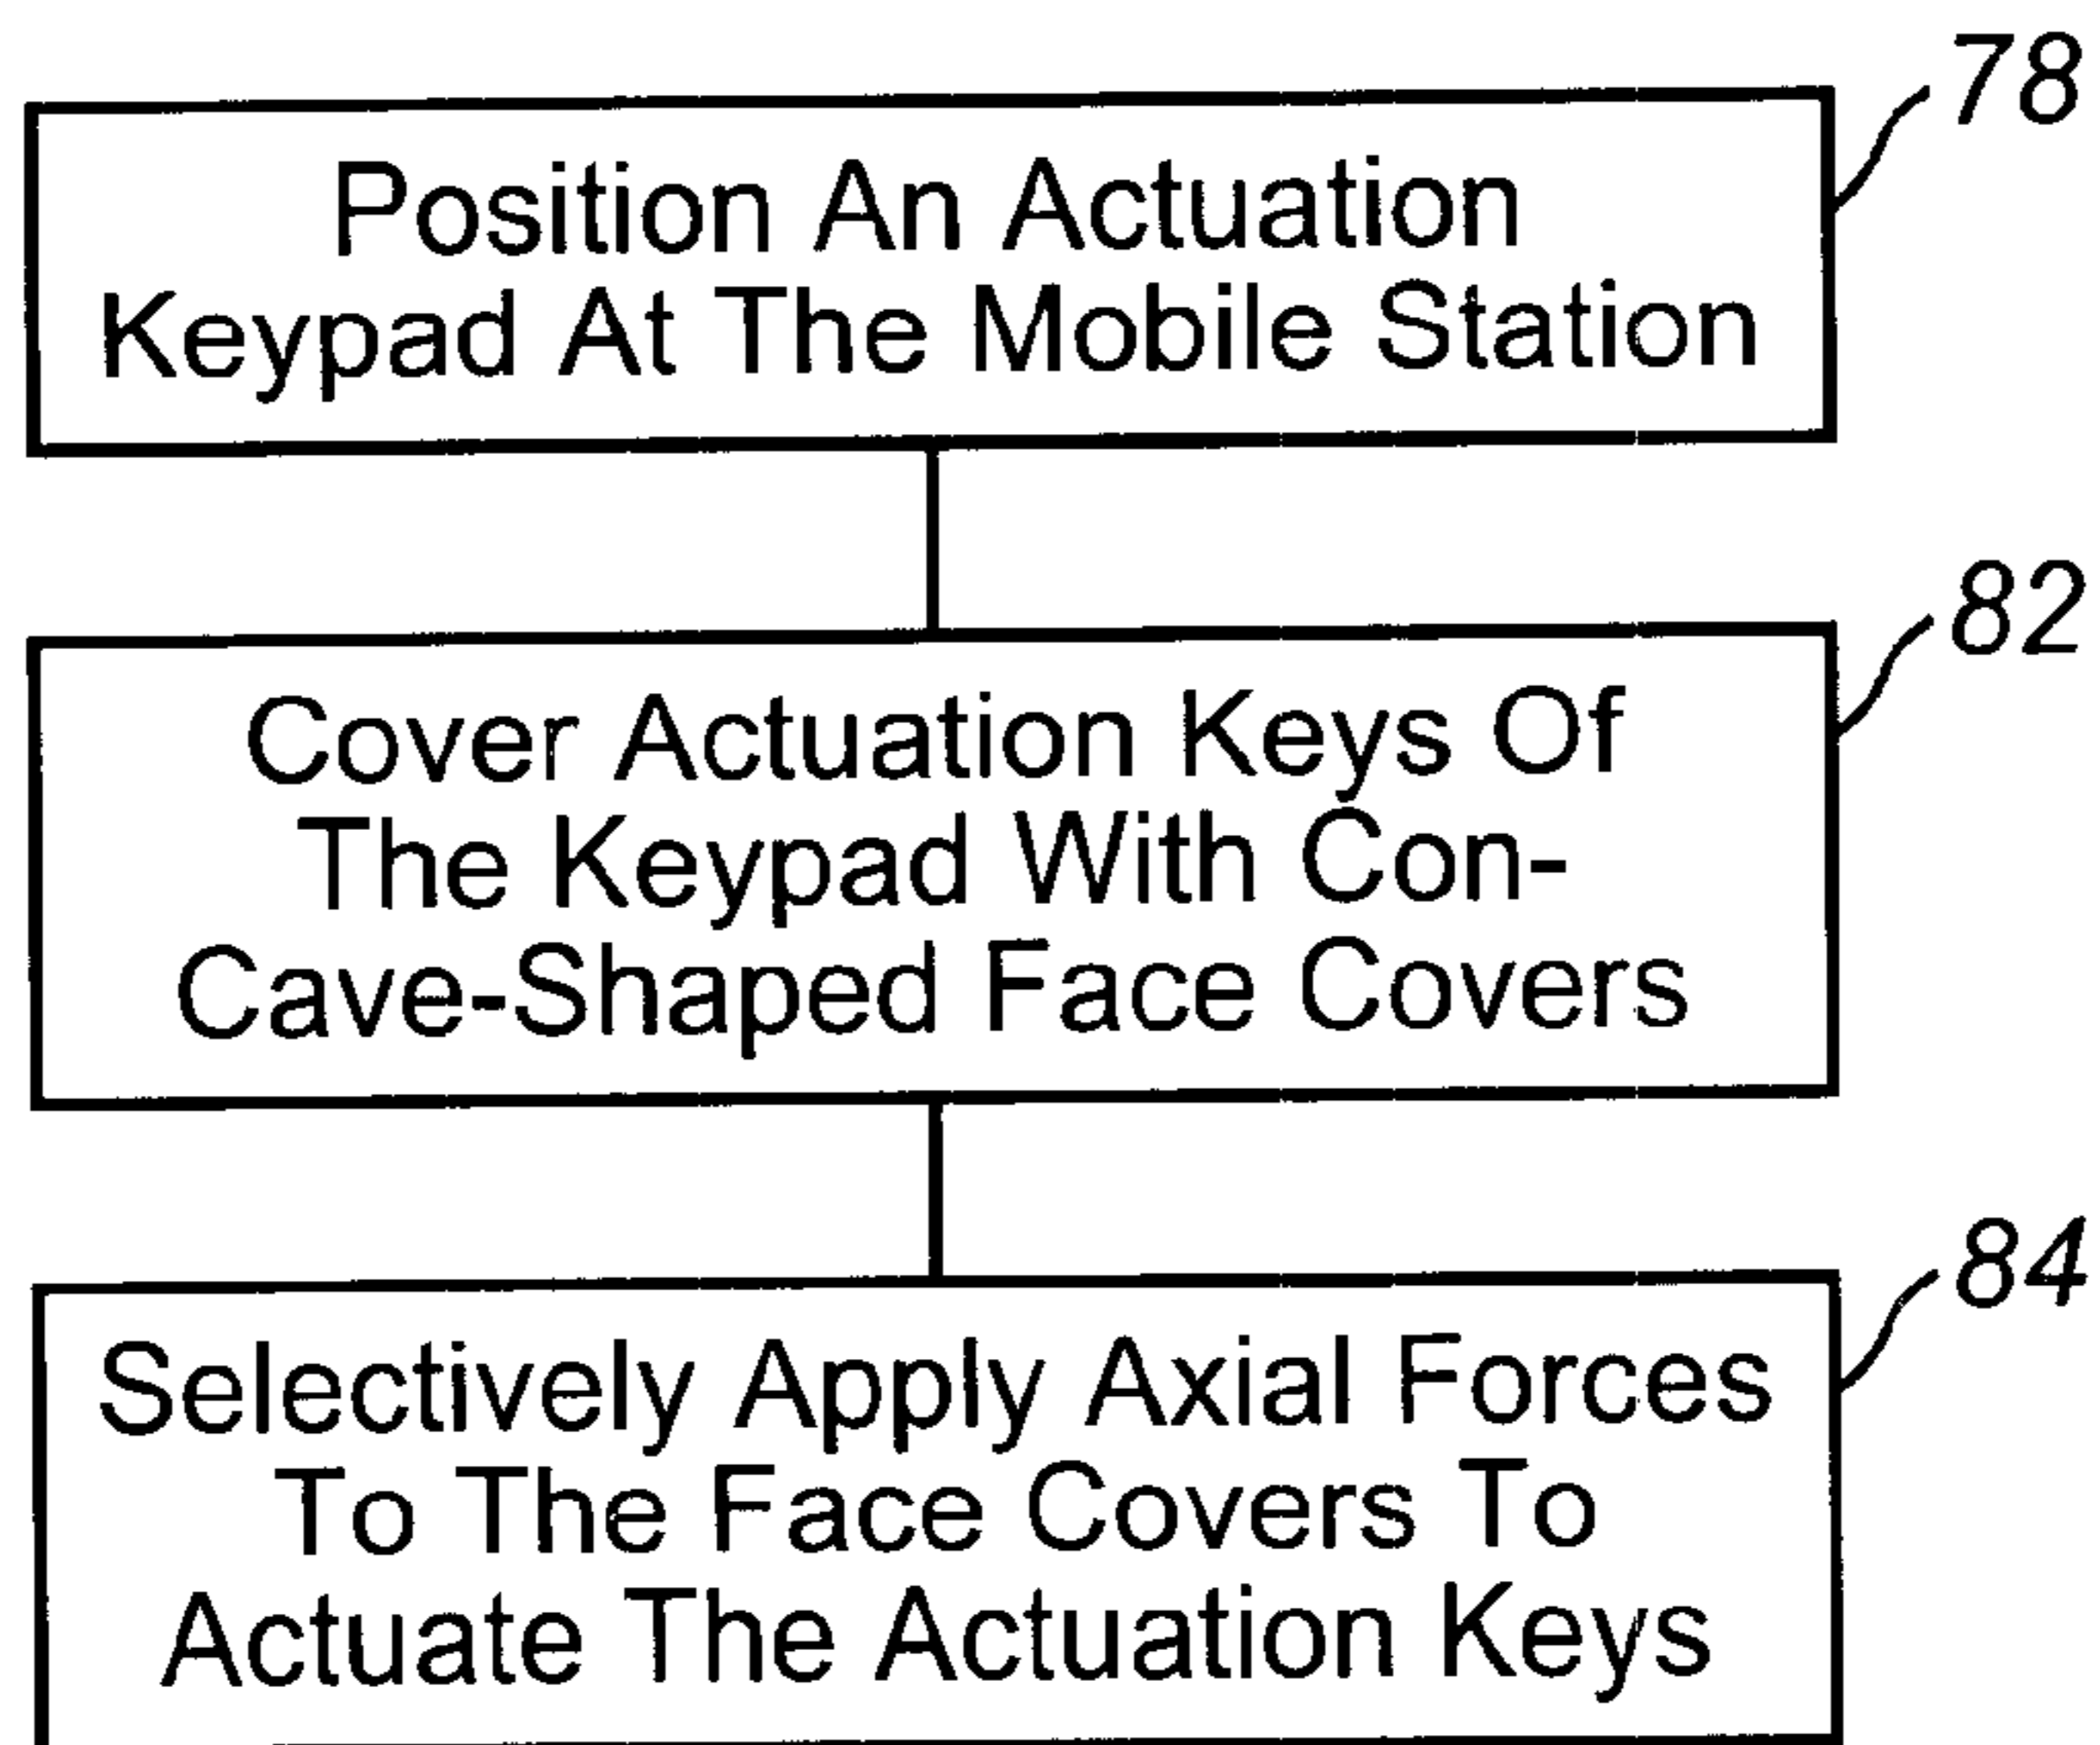 78
Position An Actuation
Keypad At The Mobile Station
82
Cover Actuation Keys Of
The Keypad With Con-
Cave-Shaped Face Covers
84
Selectively Apply Axial Forces
To The Face Covers To
Actuate The Actuation Keys